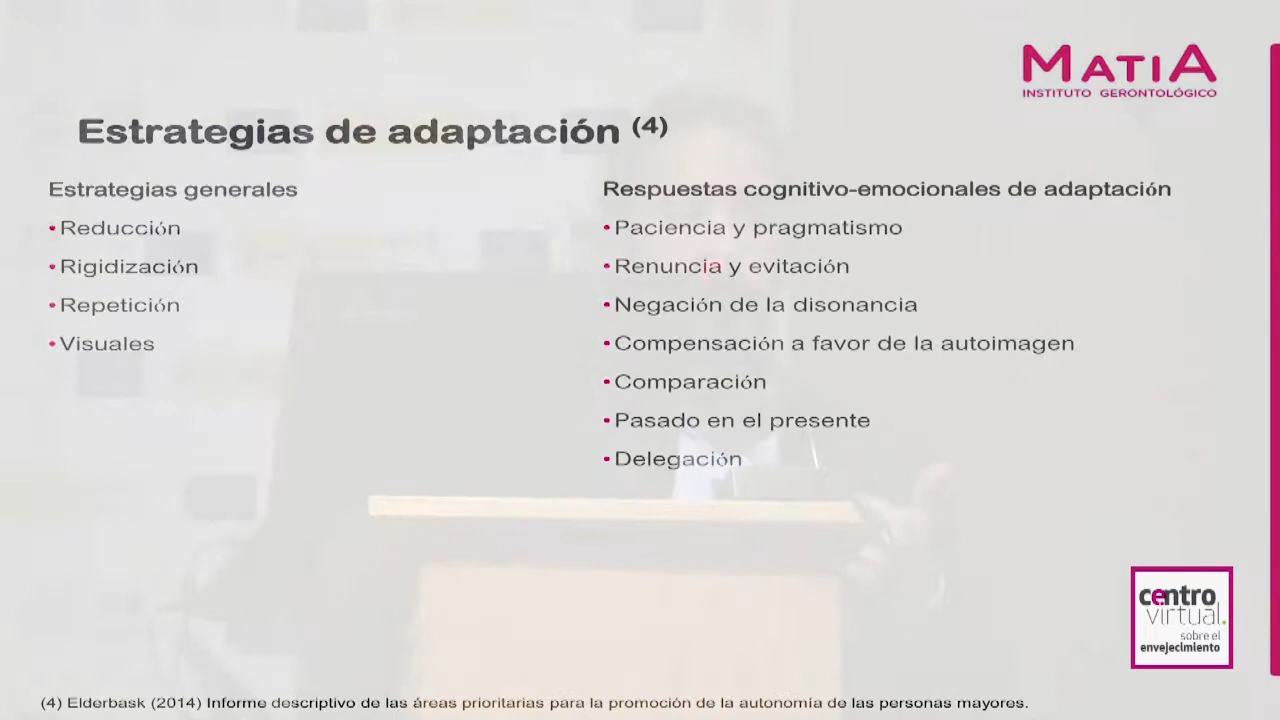 MATIA
INSTITUTO GERONTOLÓGICO
Estrategias de adaptación (4)
Estrategias generales
•Reducción
•Rigidización
•Repetición
•Visuales
Respuestas cognitivo-emocionales de adaptación
•Paciencia y pragmatismo
•Renuncia y evitación
•Negación de la disonancia
•Compensación a favor de la autoimagen
•Comparación
•Pasado en el presente
•Delegación
centro
virtual.
sobre el
envejecimiento
(4) Elderbask (2014) Informe descriptivo de las áreas prioritarias para la promoción de la autonomía de las personas mayores.